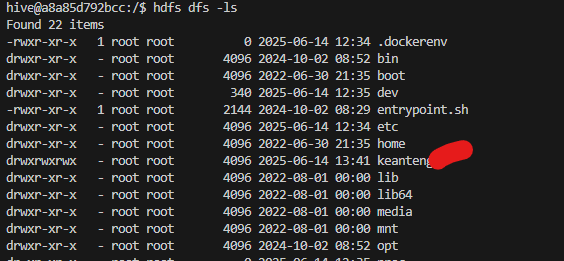 hive@a8a85d792bcc:/$ hdfs dfs -ls
Found 22 items
-rwxr-xr-x   1 root root          0 2025-06-14 12:34 .dockerenv
drwxr-xr-x   - root root       4096 2024-10-02 08:52 bin
drwxr-xr-x   - root root       4096 2022-06-30 21:35 boot
drwxr-xr-x   - root root        340 2025-06-14 12:35 dev
-rwxr-xr-x   1 root root       2144 2024-10-02 08:29 entrypoint.sh
drwxr-xr-x   - root root       4096 2025-06-14 12:34 etc
drwxr-xr-x   - root root       4096 2022-06-30 21:35 home
drwxrwxrwx   - root root       4096 2025-06-14 13:41
drwxr-xr-x   - root root       4096 2022-08-01 00:00 lib
drwxr-xr-x   - root root       4096 2022-08-01 00:00 lib64
drwxr-xr-x   - root root       4096 2022-08-01 00:00 media
drwxr-xr-x   - root root       4096 2022-08-01 00:00 mnt
drwxr-xr-x   - root root       4096 2024-10-02 08:52 opt